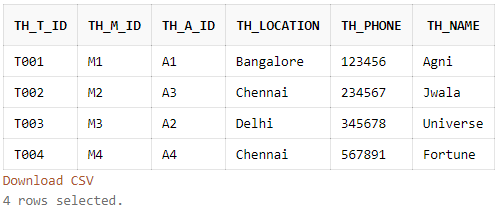 TH_T_ID TH_M_ID TH_A_ID TH_LOCATION TH_PHONE TH_NAME
T001 M1 A1 Bangalore 123456 Agni
T002 M2 A3 Chennai 234567 Jwala
T003 M3 A2 Delhi 345678 Universe
T004 M4 A4 Chennai 567891 Fortune
Download CSV
4 rows selected.